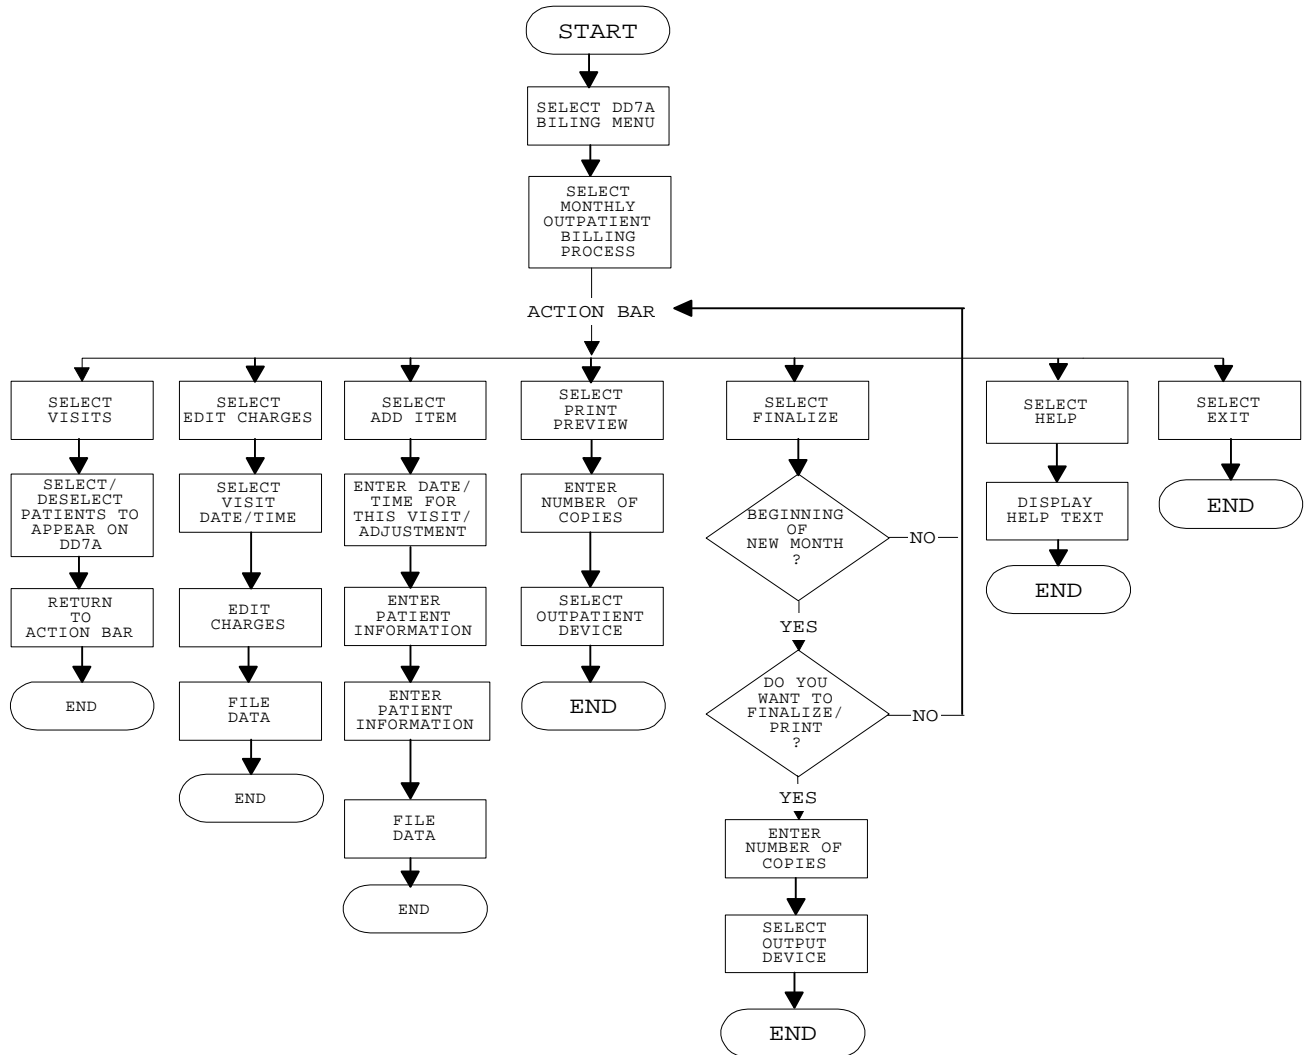 START
SELECT DD7A
BILING MENU
SELECT
MONTHLY
OUTPATIENT
BILLING
PROCESS
ACTION BAR
SELECT
VISITS
SELECT/
DESELECT
PATIENTS TO
APPEAR ON
DD7A
RETURN
TO
ACTION BAR
END
SELECT
EDIT CHARGES
SELECT
VISIT
DATE/TIME
EDIT
CHARGES
FILE
DATA
END
SELECT
ADD ITEM
ENTER DATE/
TIME FOR
THIS VISIT/
ADJUSTMENT
ENTER
PATIENT
INFORMATION
ENTER
PATIENT
INFORMATION
FILE
DATA
END
SELECT
PRINT
PREVIEW
ENTER
NUMBER OF
COPIES
SELECT
OUTPATIENT
DEVICE
END
SELECT
FINALIZE
BEGINNING
OF
NEW MONTH
?
NO
YES
DO YOU
WANT TO
FINALIZE/
PRINT
?
NO
YES
ENTER
NUMBER OF
COPIES
SELECT
OUTPUT
DEVICE
END
SELECT
HELP
DISPLAY
HELP TEXT
END
SELECT
EXIT
END